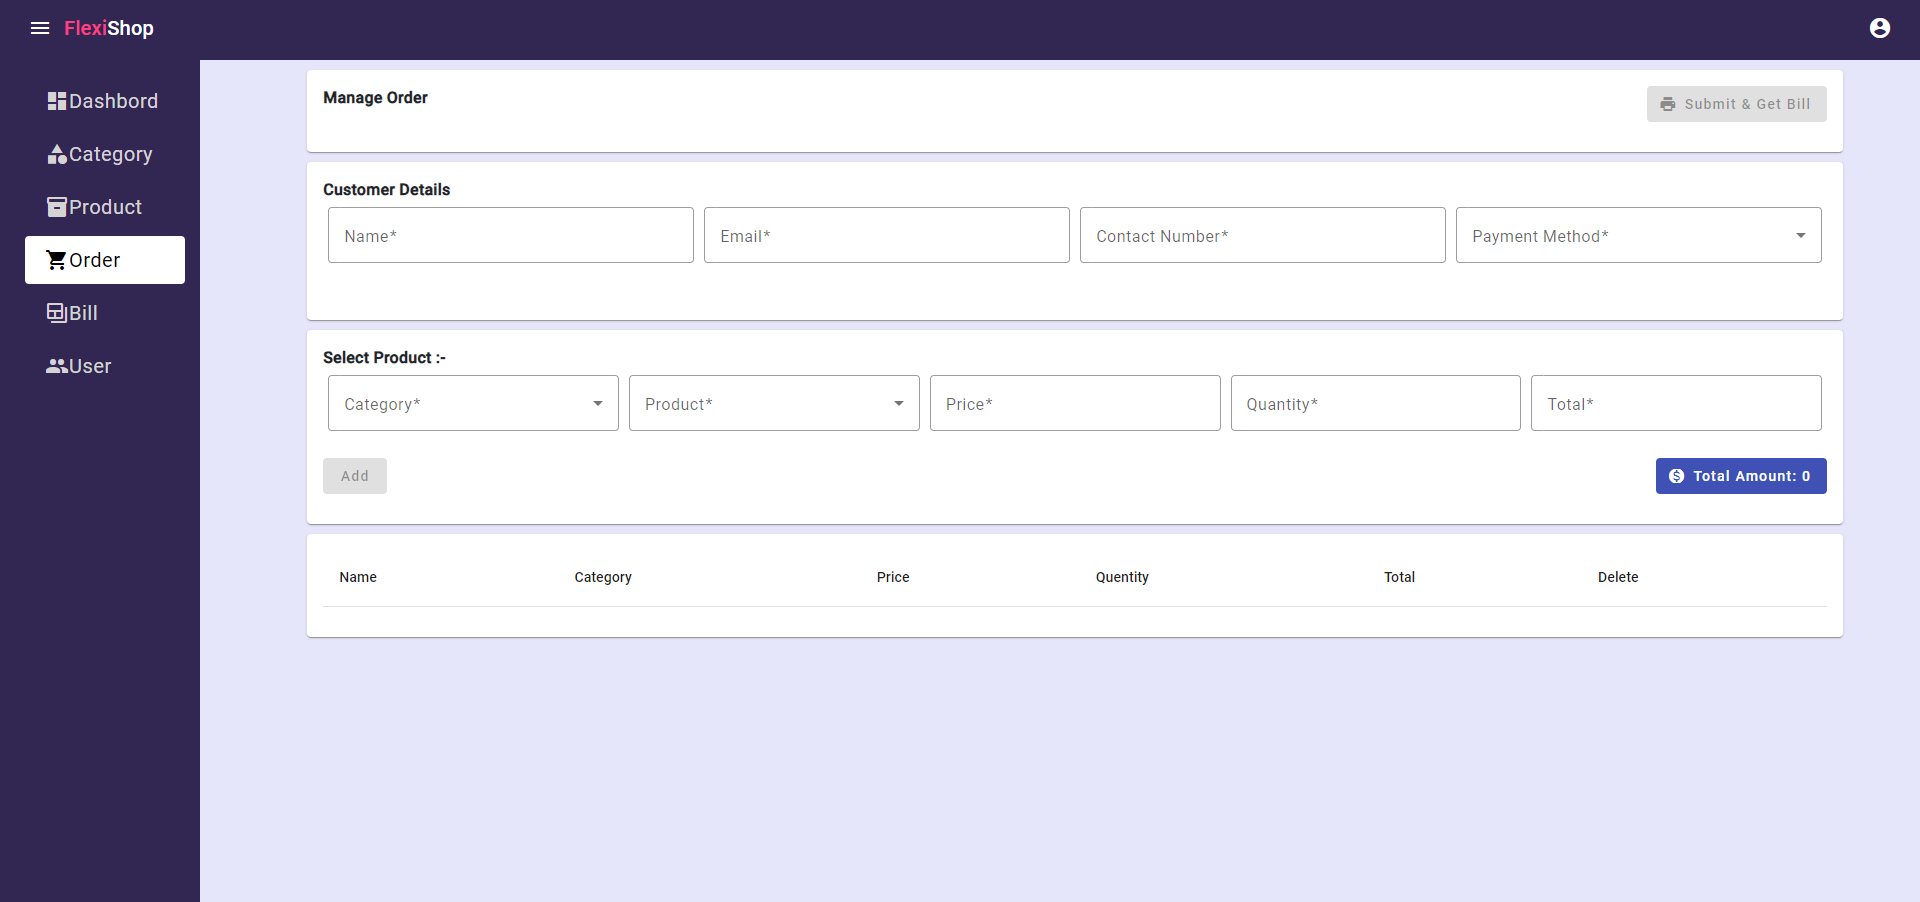 FlexiShop
Dashbord
Category
Product
Order
Bill
User
Manage Order
Submit & Get Bill
Customer Details
Name* Email* Contact Number* Payment Method*
Select Product :-
Category* Product* Price* Quantity* Total*
Add
Total Amount: 0
Name Category Price Quentity Total Delete